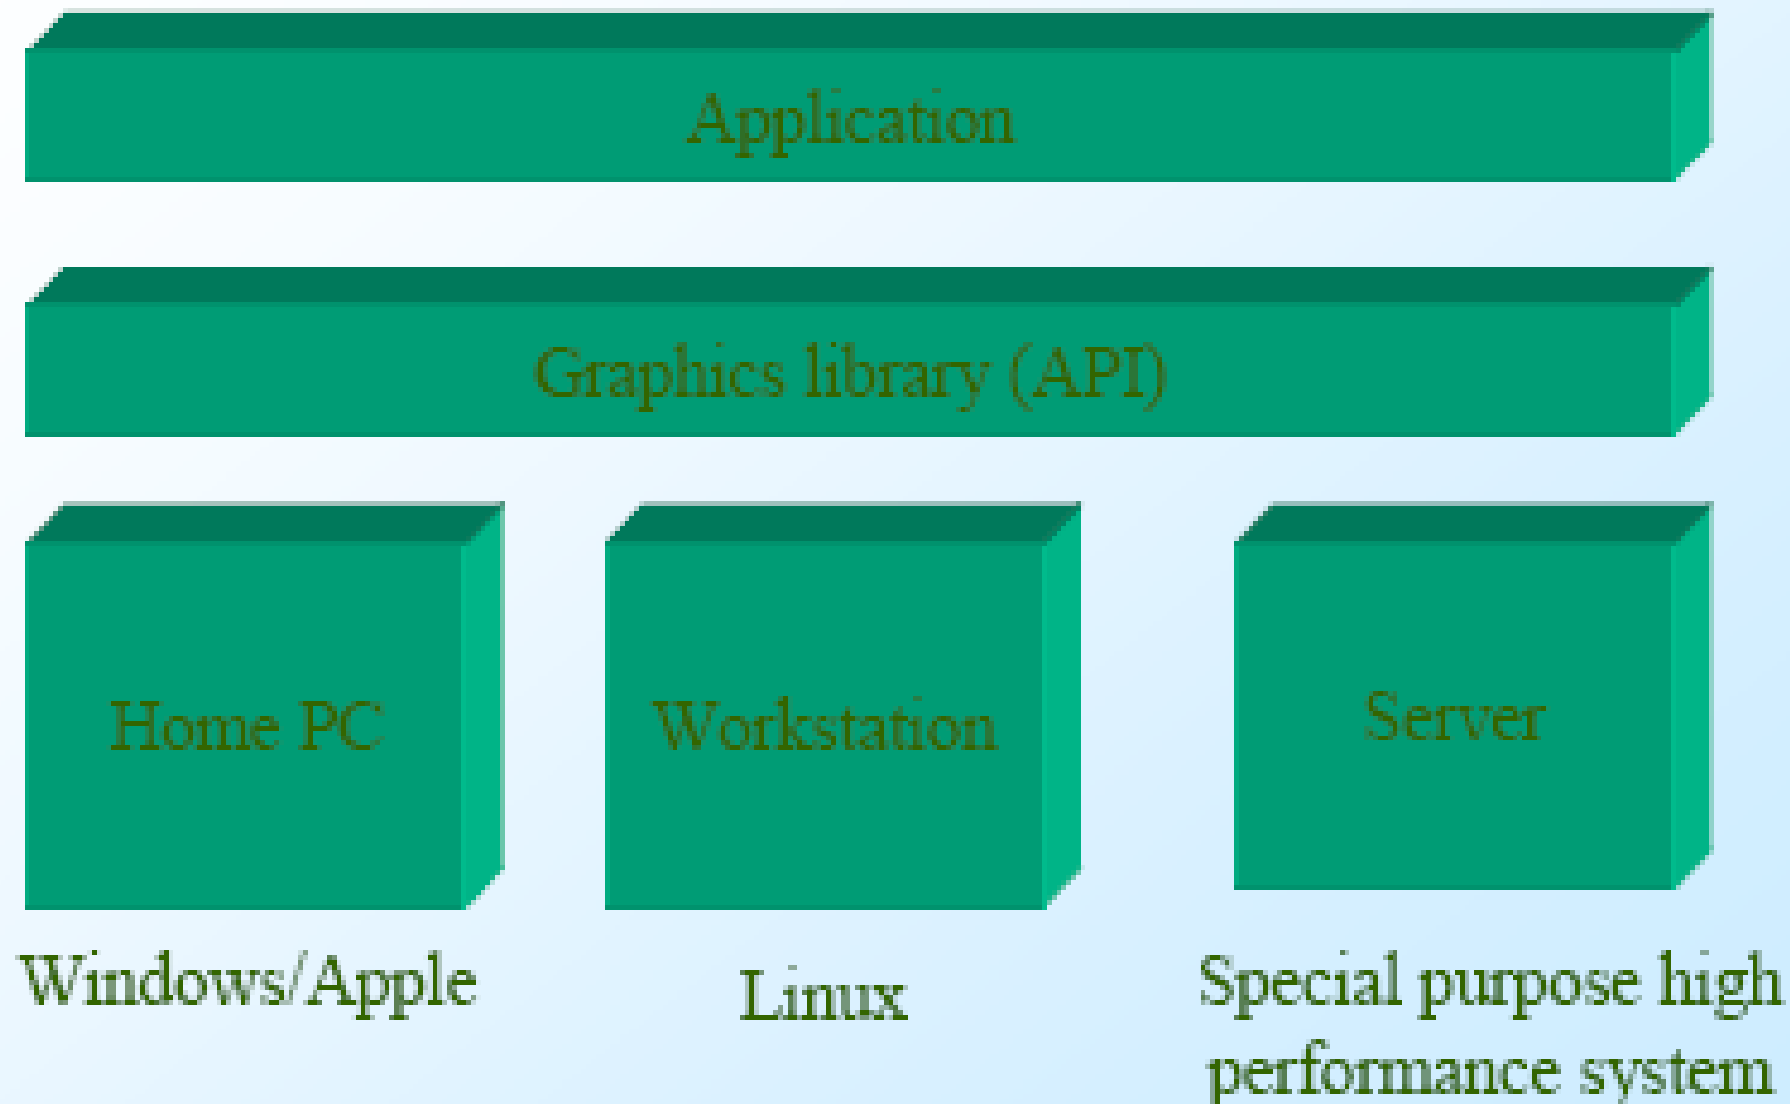 Application
Graphics library (API)
Home PC
Workstation
Server
Windows/Apple
Linux
Special purpose high
performance system